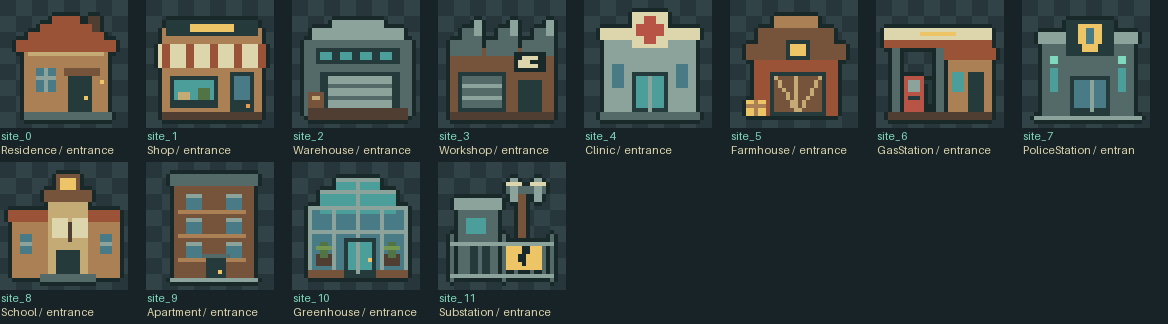 site_0
Residence / entrance
site_1
Shop / entrance
site_2
Warehouse / entrance
site_3
Workshop / entrance
site_4
Clinic / entrance
site_5
Farmhouse / entrance
site_6
GasStation / entrance
site_7
PoliceStation / entran
site_8
School / entrance
site_9
Apartment / entrance
site_10
Greenhouse / entrance
site_11
Substation / entrance